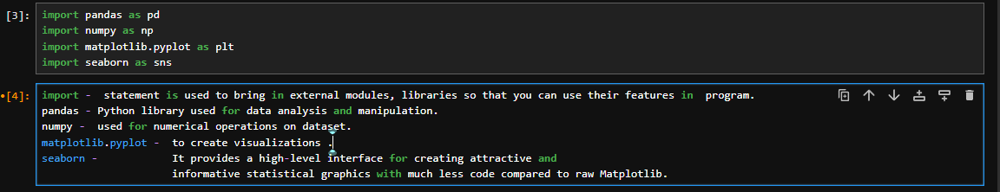 [3]: import pandas as pd
import numpy as np
import matplotlib.pyplot as plt
import seaborn as sns
•[4]: import -  statement is used to bring in external modules, libraries so that you can use their features in  program.
pandas - Python library used for data analysis and manipulation.
numpy -  used for numerical operations on dataset.
matplotlib.pyplot -  to create visualizations .
seaborn -            It provides a high-level interface for creating attractive and
informative statistical graphics with much less code compared to raw Matplotlib.